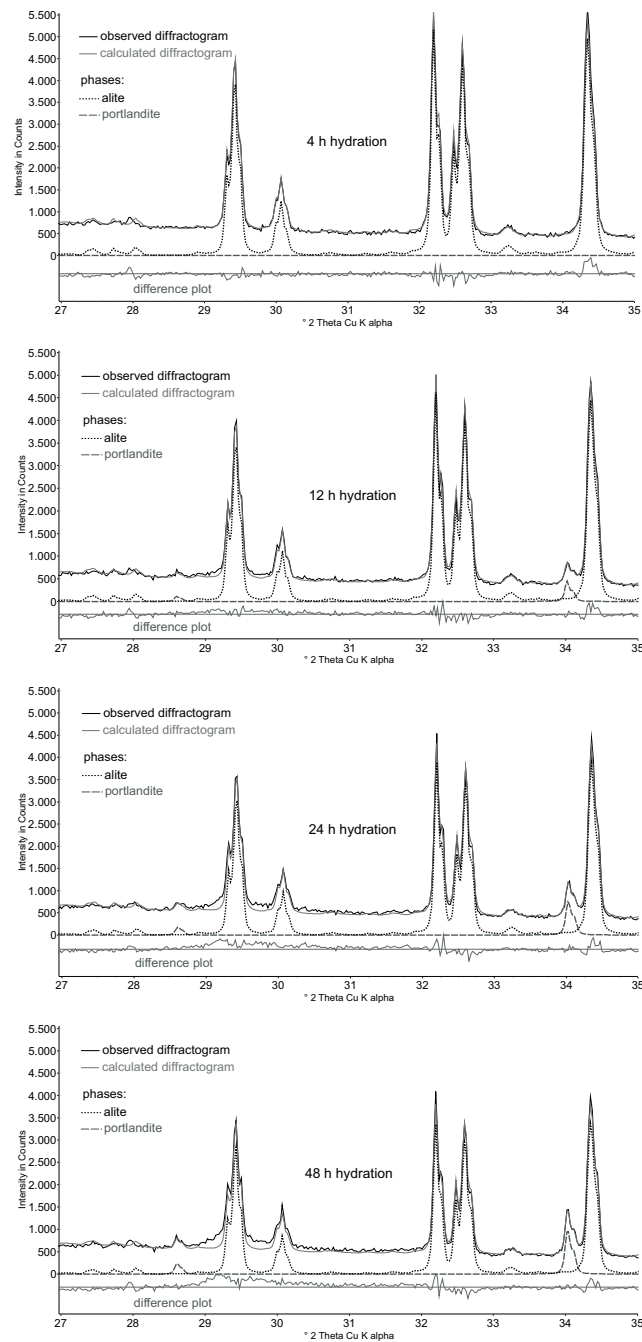 5.500
5.000
4.500
4.000
3.500
3.000
2.500
2.000
1.500
1.000
500
0
Intensity in Counts
observed diffractogram
calculated diffractogram
phases:
alite
portlandite
4 h hydration
difference plot
27 28 29 30 31 32 33 34 35
° 2 Theta Cu K alpha
5.500
5.000
4.500
4.000
3.500
3.000
2.500
2.000
1.500
1.000
500
0
Intensity in Counts
observed diffractogram
calculated diffractogram
phases:
alite
portlandite
12 h hydration
difference plot
27 28 29 30 31 32 33 34 35
° 2 Theta Cu K alpha
5.500
5.000
4.500
4.000
3.500
3.000
2.500
2.000
1.500
1.000
500
0
Intensity in Counts
observed diffractogram
calculated diffractogram
phases:
alite
portlandite
24 h hydration
difference plot
27 28 29 30 31 32 33 34 35
° 2 Theta Cu K alpha
5.500
5.000
4.500
4.000
3.500
3.000
2.500
2.000
1.500
1.000
500
0
Intensity in Counts
observed diffractogram
calculated diffractogram
phases:
alite
portlandite
48 h hydration
difference plot
27 28 29 30 31 32 33 34 35
° 2 Theta Cu K alpha